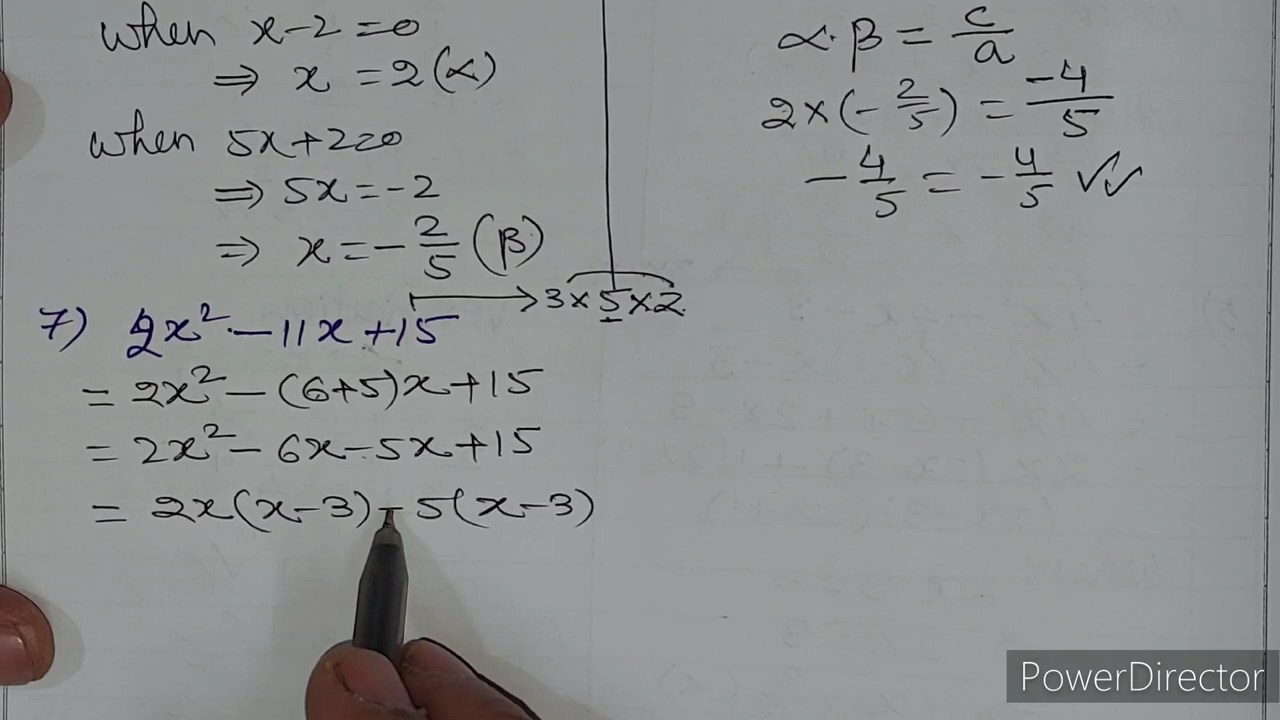 when x-2=0
⇒ x = 2(α)
when 5x+2=0
⇒ 5x=-2
⇒ x=-2/5 (β)
α·β = c/a
2×(-2/5) = -4/5
-4/5 = -4/5 ✓✓
→ 3×5×2
7) 2x²-11x+15
= 2x²-(6+5)x+15
= 2x²-6x-5x+15
= 2x(x-3)-5(x-3)
PowerDirector